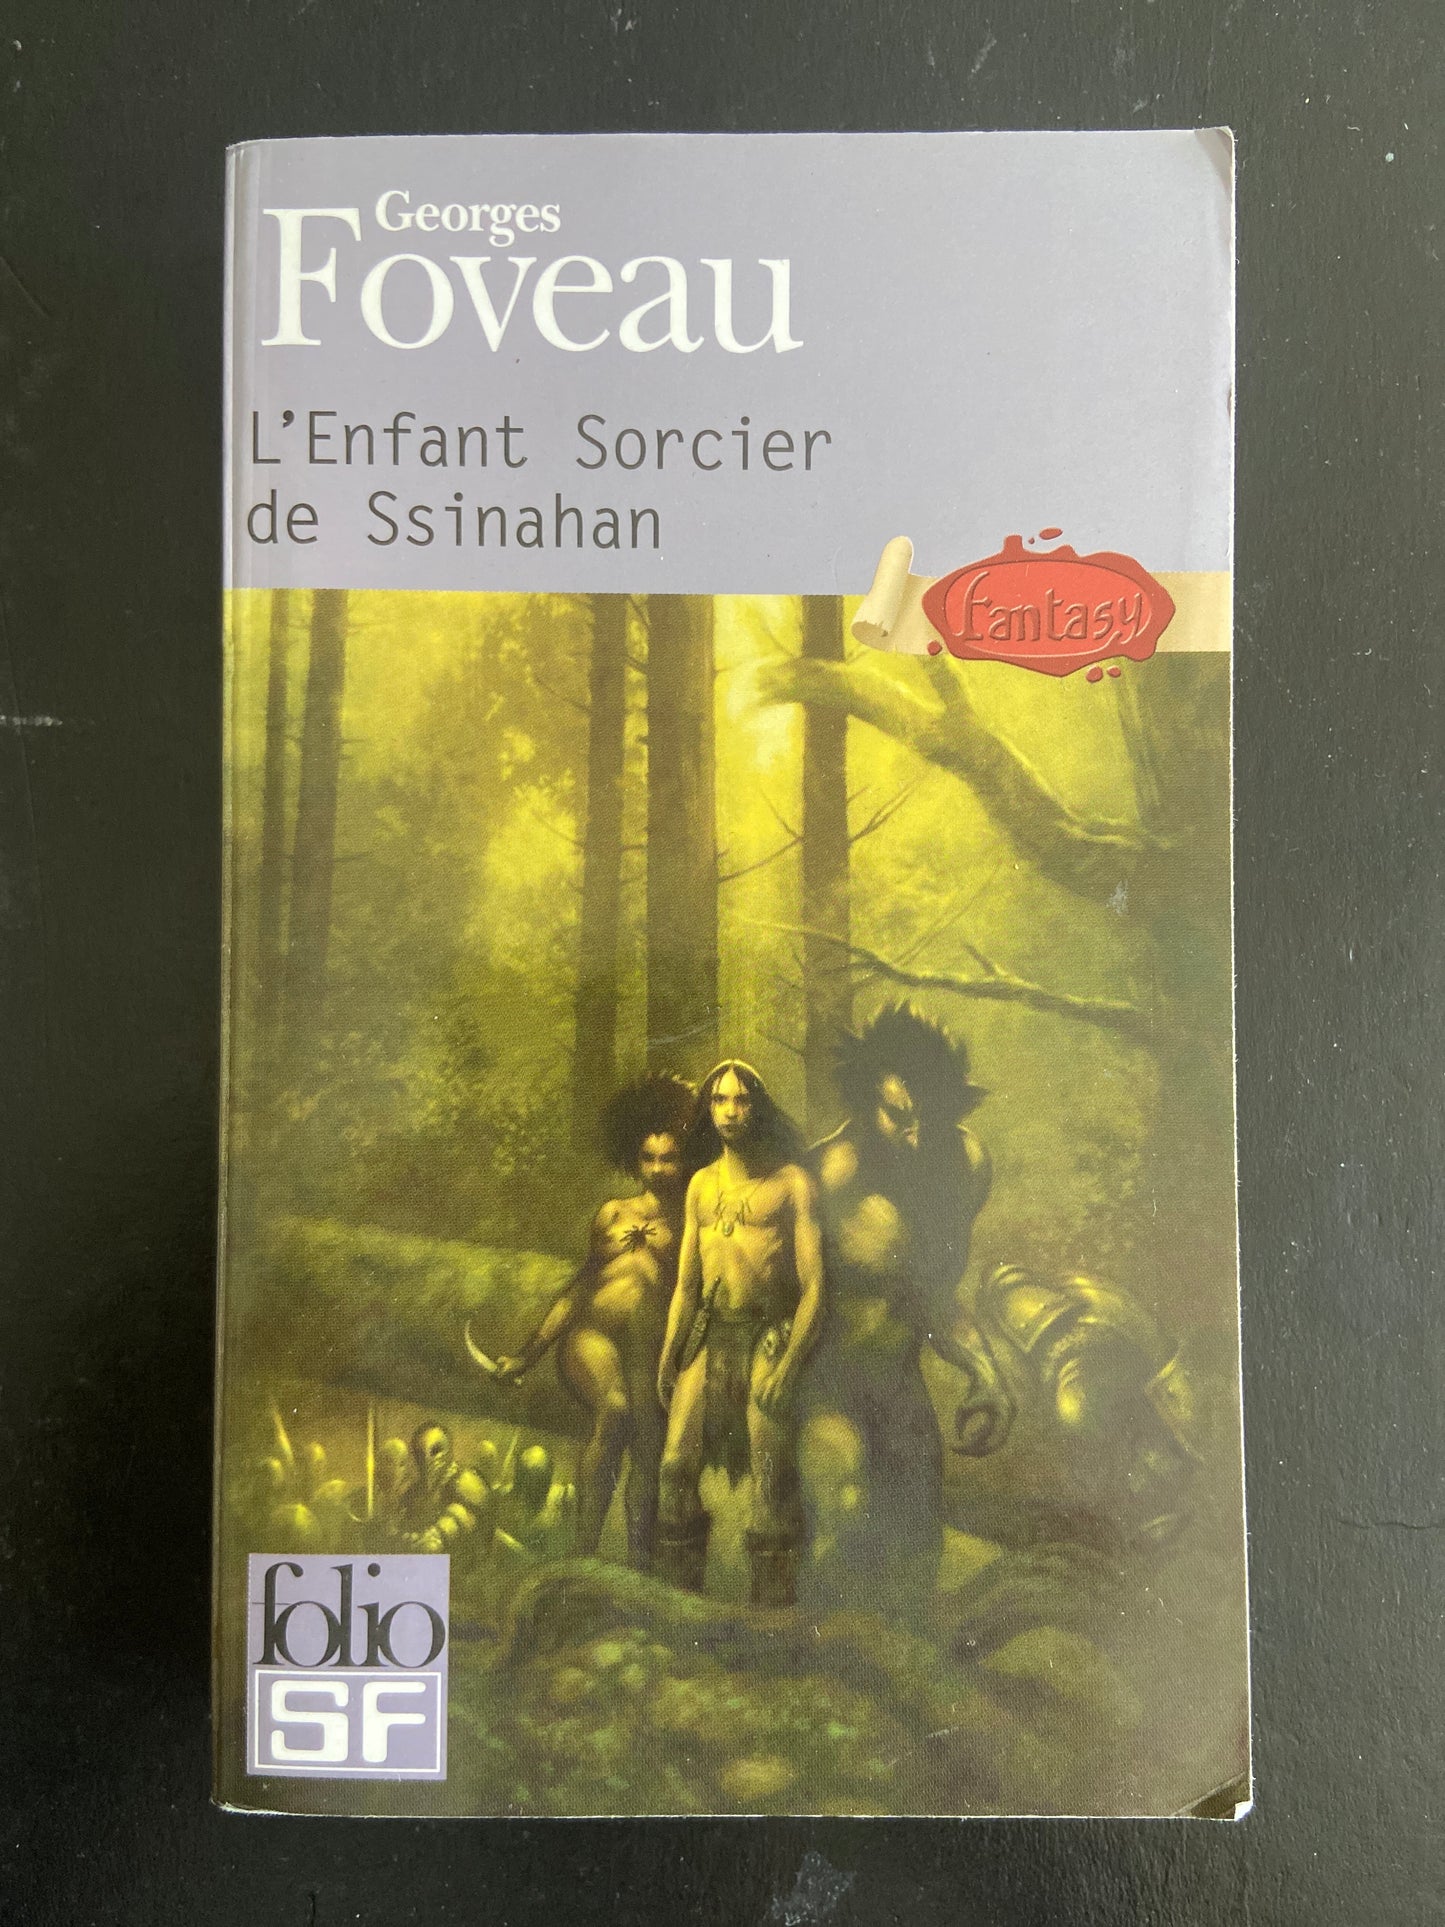 Georges
Foveau
L'Enfant Sorcier
de Ssinahan
Fantasy
folio
SF